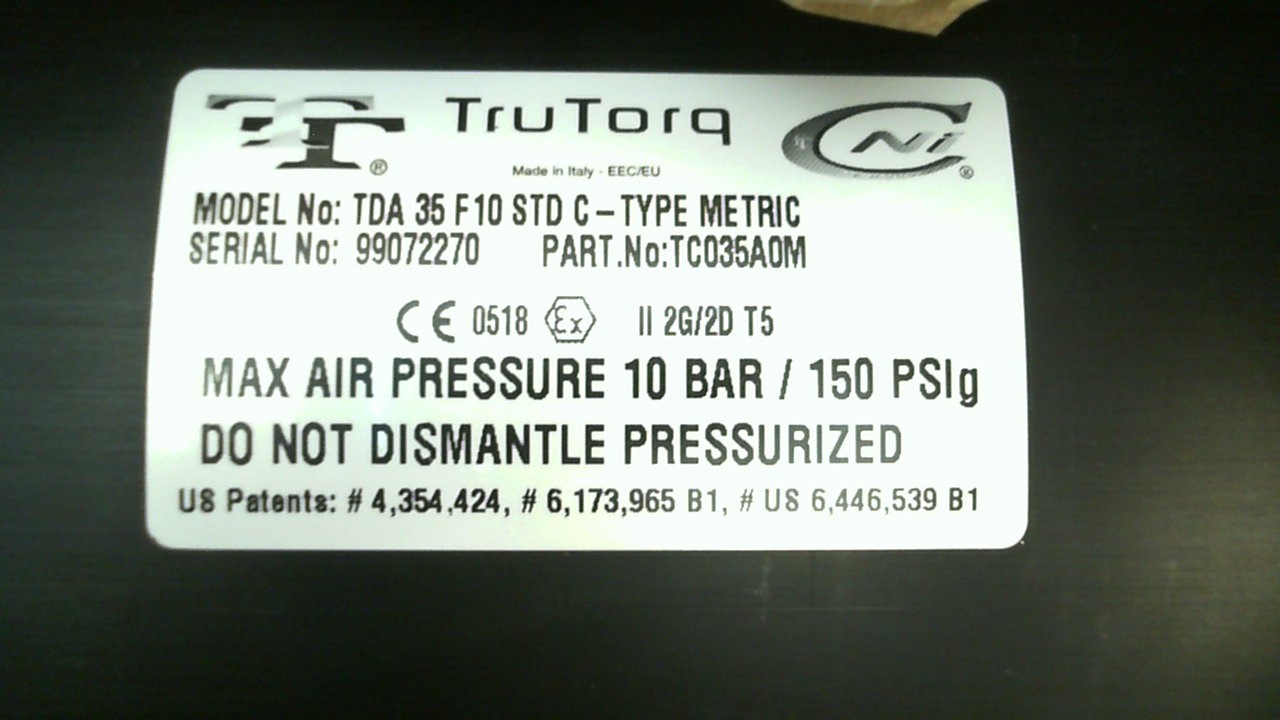 TT® TruTorq CNi®
Made in Italy - EEC/EU
MODEL No: TDA 35 F10 STD C-TYPE METRIC
SERIAL No: 99072270 PART.No:TC035A0M
CE 0518 Ex II 2G/2D T5
MAX AIR PRESSURE 10 BAR / 150 PSIg
DO NOT DISMANTLE PRESSURIZED
US Patents: # 4,354,424, # 6,173,965 B1, # US 6,446,539 B1